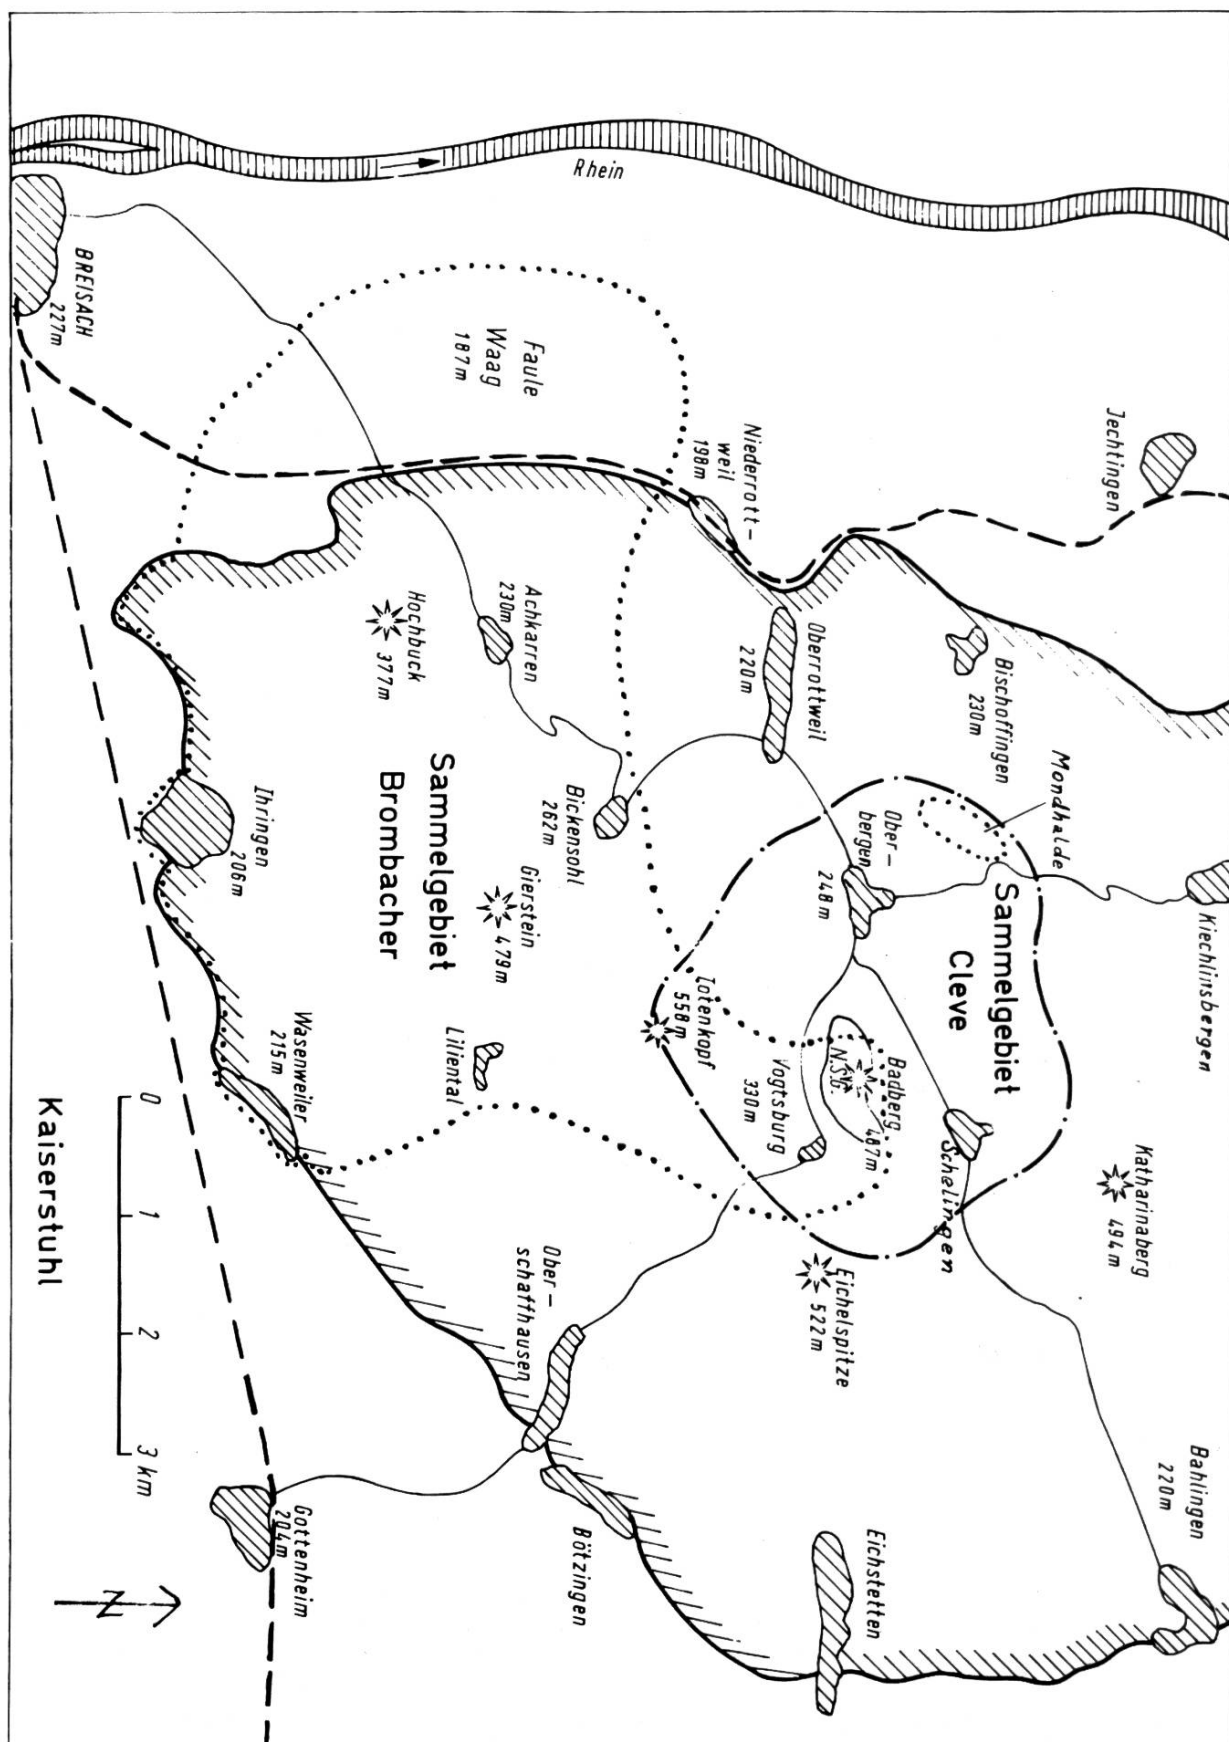 Kiechlinsbergen
Bahlingen
220m
Katharinaberg
494m
Jechtingen
Mondhalde
Bischoffingen
230m
Sammelgebiet
Cleve
Schelingen
Ober-
bergen
248m
Badberg
487m
N.S.G.
Eichelspitze
522m
Eichstetten
Oberrottweil
220m
Vogtsburg
330m
Niederrott-
weil
198m
Totenkopf
558m
Rhein
Bickensohl
262m
Bötzingen
Ober-
schaffhausen
Faule
Waag
187m
Achkarren
230m
Gierstein
479m
Sammelgebiet
Brombacher
Liliental
Hochbuck
377m
Wasenweiler
215m
Gottenheim
204m
Ihringen
206m
BREISACH
227m
0 1 2 3 km
N
Kaiserstuhl